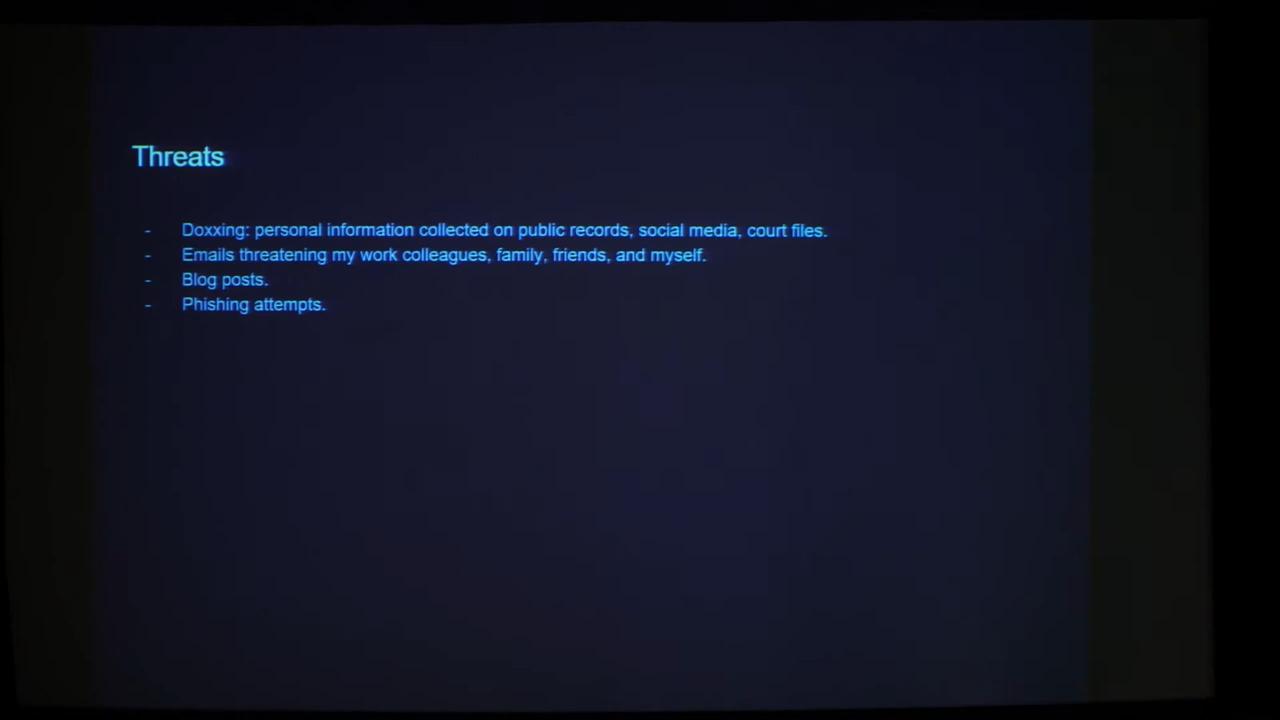 Threats
- Doxxing: personal information collected on public records, social media, court files.
- Emails threatening my work colleagues, family, friends, and myself.
- Blog posts.
- Phishing attempts.